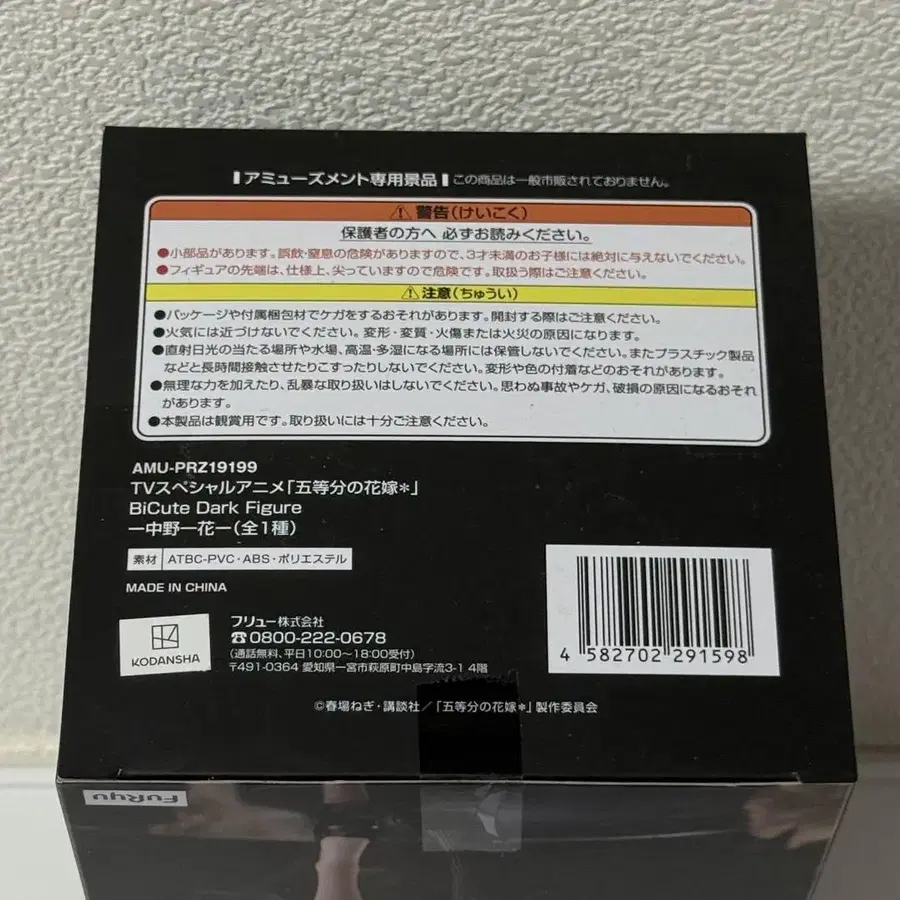 アミューズメント専用景品 この商品は一般市販されておりません。
警告(けいこく)
保護者の方へ 必ずお読みください。
●小部品があります。誤飲・窒息の危険がありますので、3才未満のお子様には絶対に与えないでください。
●フィギュアの先端は、仕様上、尖っていますので危険です。取扱う際はご注意ください。
注意(ちゅうい)
●パッケージや付属梱包材でケガをするおそれがあります。開封する際はご注意ください。
●火気には近づけないでください。変形・変質・火傷または火災の原因になります。
●直射日光の当たる場所や水場、高温・多湿になる場所には保管しないでください。またプラスチック製品
などと長時間接触させたりこすったりしないでください。変形や色の付着などのおそれがあります。
●無理な力を加えたり、乱暴な取り扱いはしないでください。思わぬ事故やケガ、破損の原因になるおそれ
があります。
●本製品は観賞用です。取り扱いには十分ご注意ください。
AMU-PRZ19199
TVスペシャルアニメ「五等分の花嫁*」
BiCute Dark Figure
ー中野一花ー(全1種)
素材 ATBC-PVC・ABS・ポリエステル
MADE IN CHINA
KODANSHA
フリュー株式会社
☎0800-222-0678
(通話無料、平日10:00~18:00受付)
〒491-0364 愛知県一宮市萩原町中島字流3-1 4階
4 582702 291598
©春場ねぎ・講談社/「五等分の花嫁*」製作委員会
FuRyu